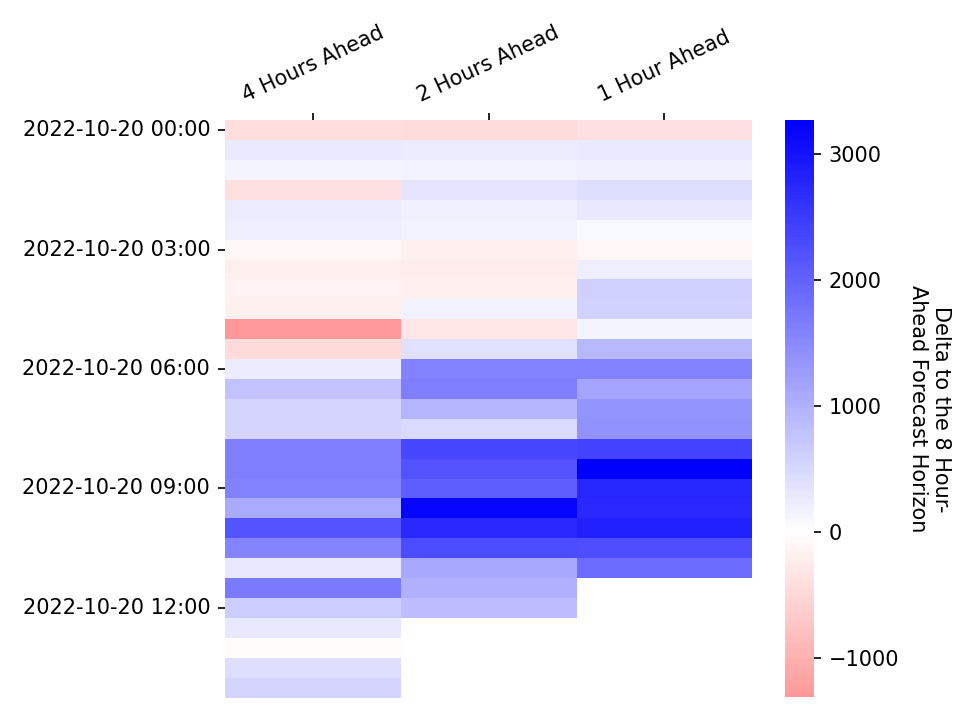 4 Hours Ahead
2 Hours Ahead
1 Hour Ahead
2022-10-20 00:00
2022-10-20 03:00
2022-10-20 06:00
2022-10-20 09:00
2022-10-20 12:00
3000
2000
1000
0
−1000
Delta to the 8 Hour-
Ahead Forecast Horizon